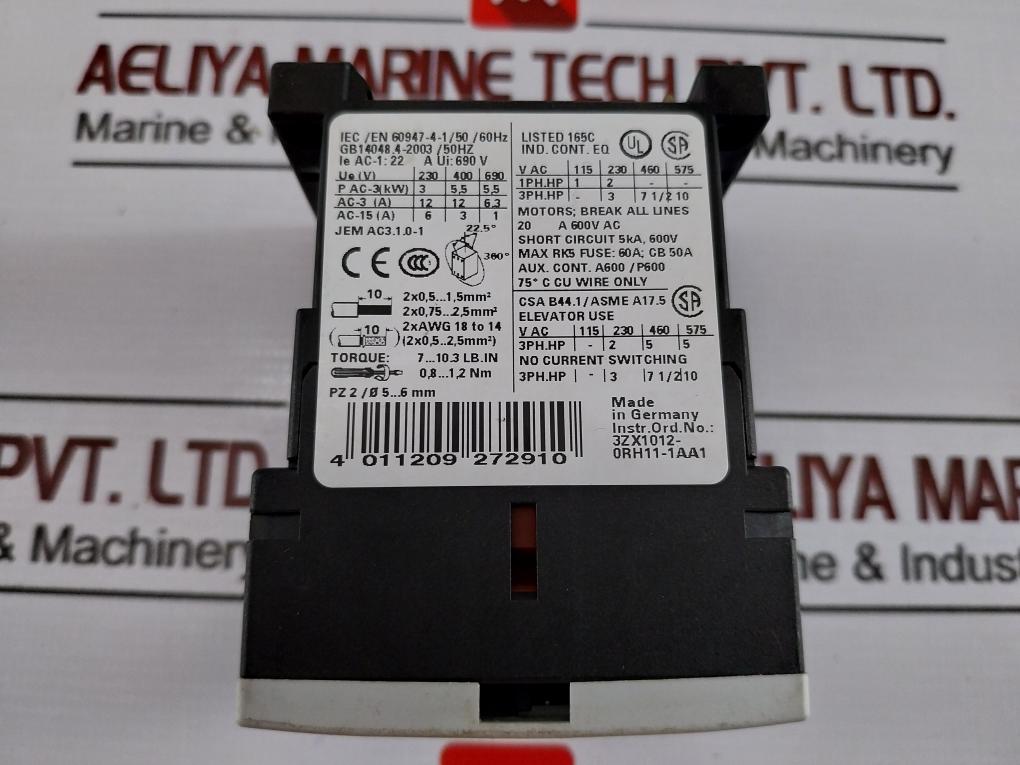 AELIYA MARINE TECH PVT. LTD.
Marine & Machinery
IEC /EN 60947-4-1/50 /60Hz
GB14048.4-2003 /50HZ
Ie AC-1: 22 A Ui: 690 V
Ue (V) 230 400 690
P AC-3(kW) 3 5,5 5,5
AC-3 (A) 12 12 6,3
AC-15 (A) 6 3 1
JEM AC3.1.0-1
22.5°
360°
CE CCC
10 2x0,5...1,5mm²
2x0,75...2,5mm²
2xAWG 18 to 14
( 10 ) (2x0,5..2,5mm²)
TORQUE: 7...10.3 LB.IN
0,8...1,2 Nm
PZ 2 / Ø 5...6 mm
4 011209 272910
LISTED 165C UL SA
IND. CONT. EQ
V AC 115 230 460 575
1PH.HP 1 2 - -
3PH.HP - 3 7 1/2 10
MOTORS; BREAK ALL LINES
20 A 600V AC
SHORT CIRCUIT 5kA, 600V
MAX RK5 FUSE: 60A; CB 50A
AUX. CONT. A600 /P600
75° C CU WIRE ONLY
CSA B44.1/ASME A17.5 SA
ELEVATOR USE
V AC 115 230 460 575
3PH.HP - 2 5 5
NO CURRENT SWITCHING
3PH.HP - 3 7 1/2 10
Made
in Germany
Instr.Ord.No.:
3ZX1012-
0RH11-1AA1
PVT. LTD
& Machinery
LIYA MAR
ne & Indust